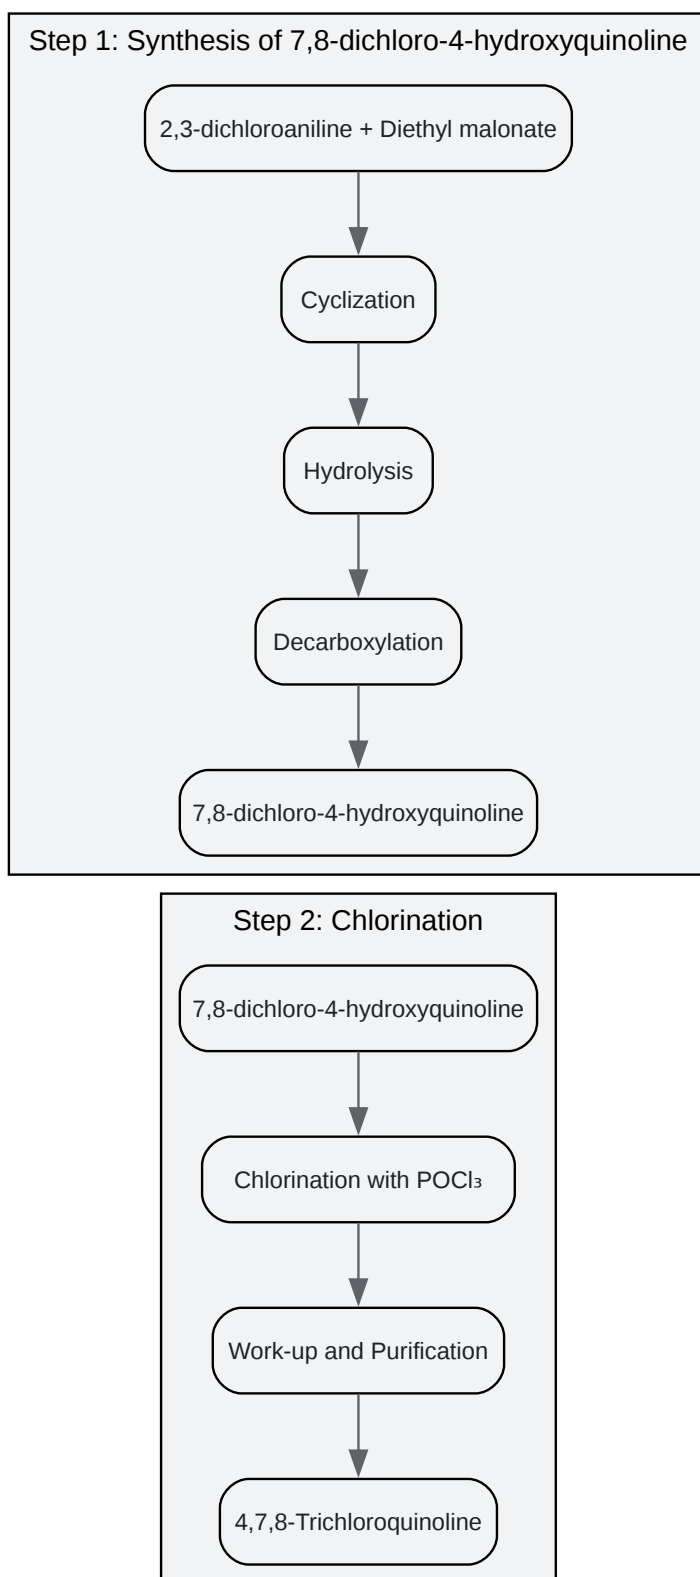 Step 1: Synthesis of 7,8-dichloro-4-hydroxyquinoline
2,3-dichloroaniline + Diethyl malonate
Cyclization
Hydrolysis
Decarboxylation
7,8-dichloro-4-hydroxyquinoline
Step 2: Chlorination
7,8-dichloro-4-hydroxyquinoline
Chlorination with POCl₃
Work-up and Purification
4,7,8-Trichloroquinoline